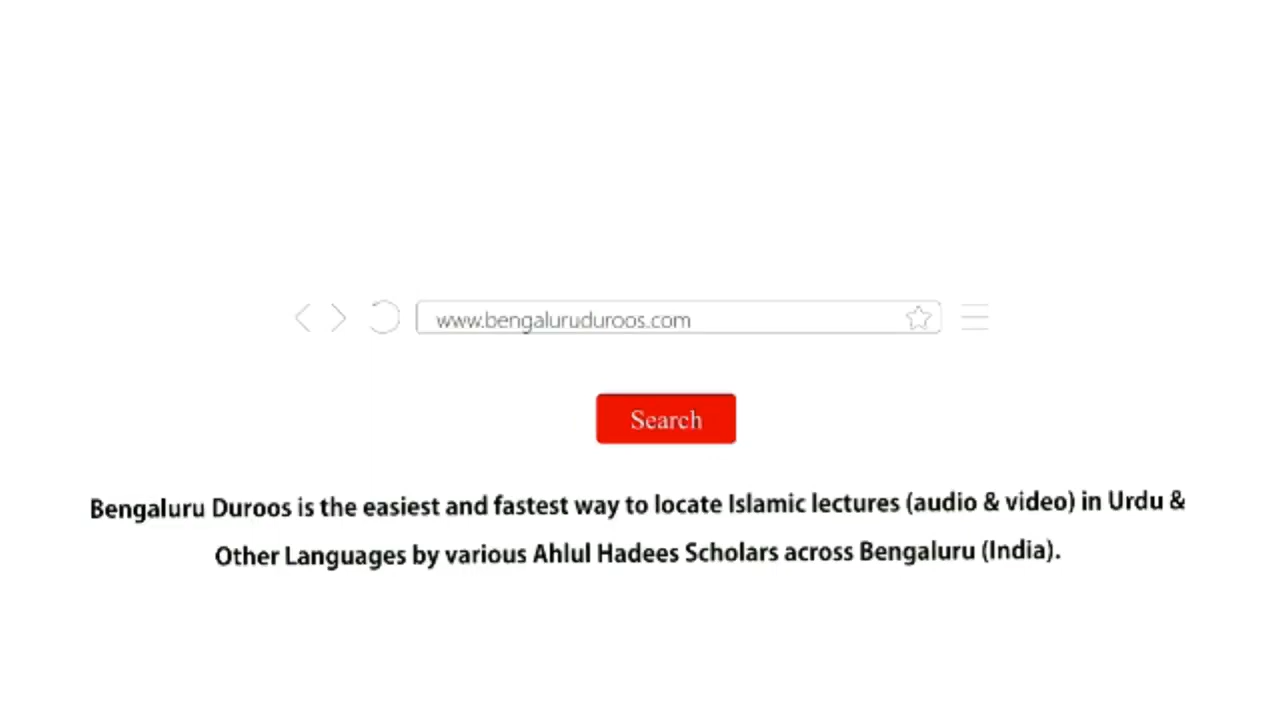 www.bengaluruduroos.com
Search
Bengaluru Duroos is the easiest and fastest way to locate Islamic lectures (audio & video) in Urdu &
Other Languages by various Ahlul Hadees Scholars across Bengaluru (India).